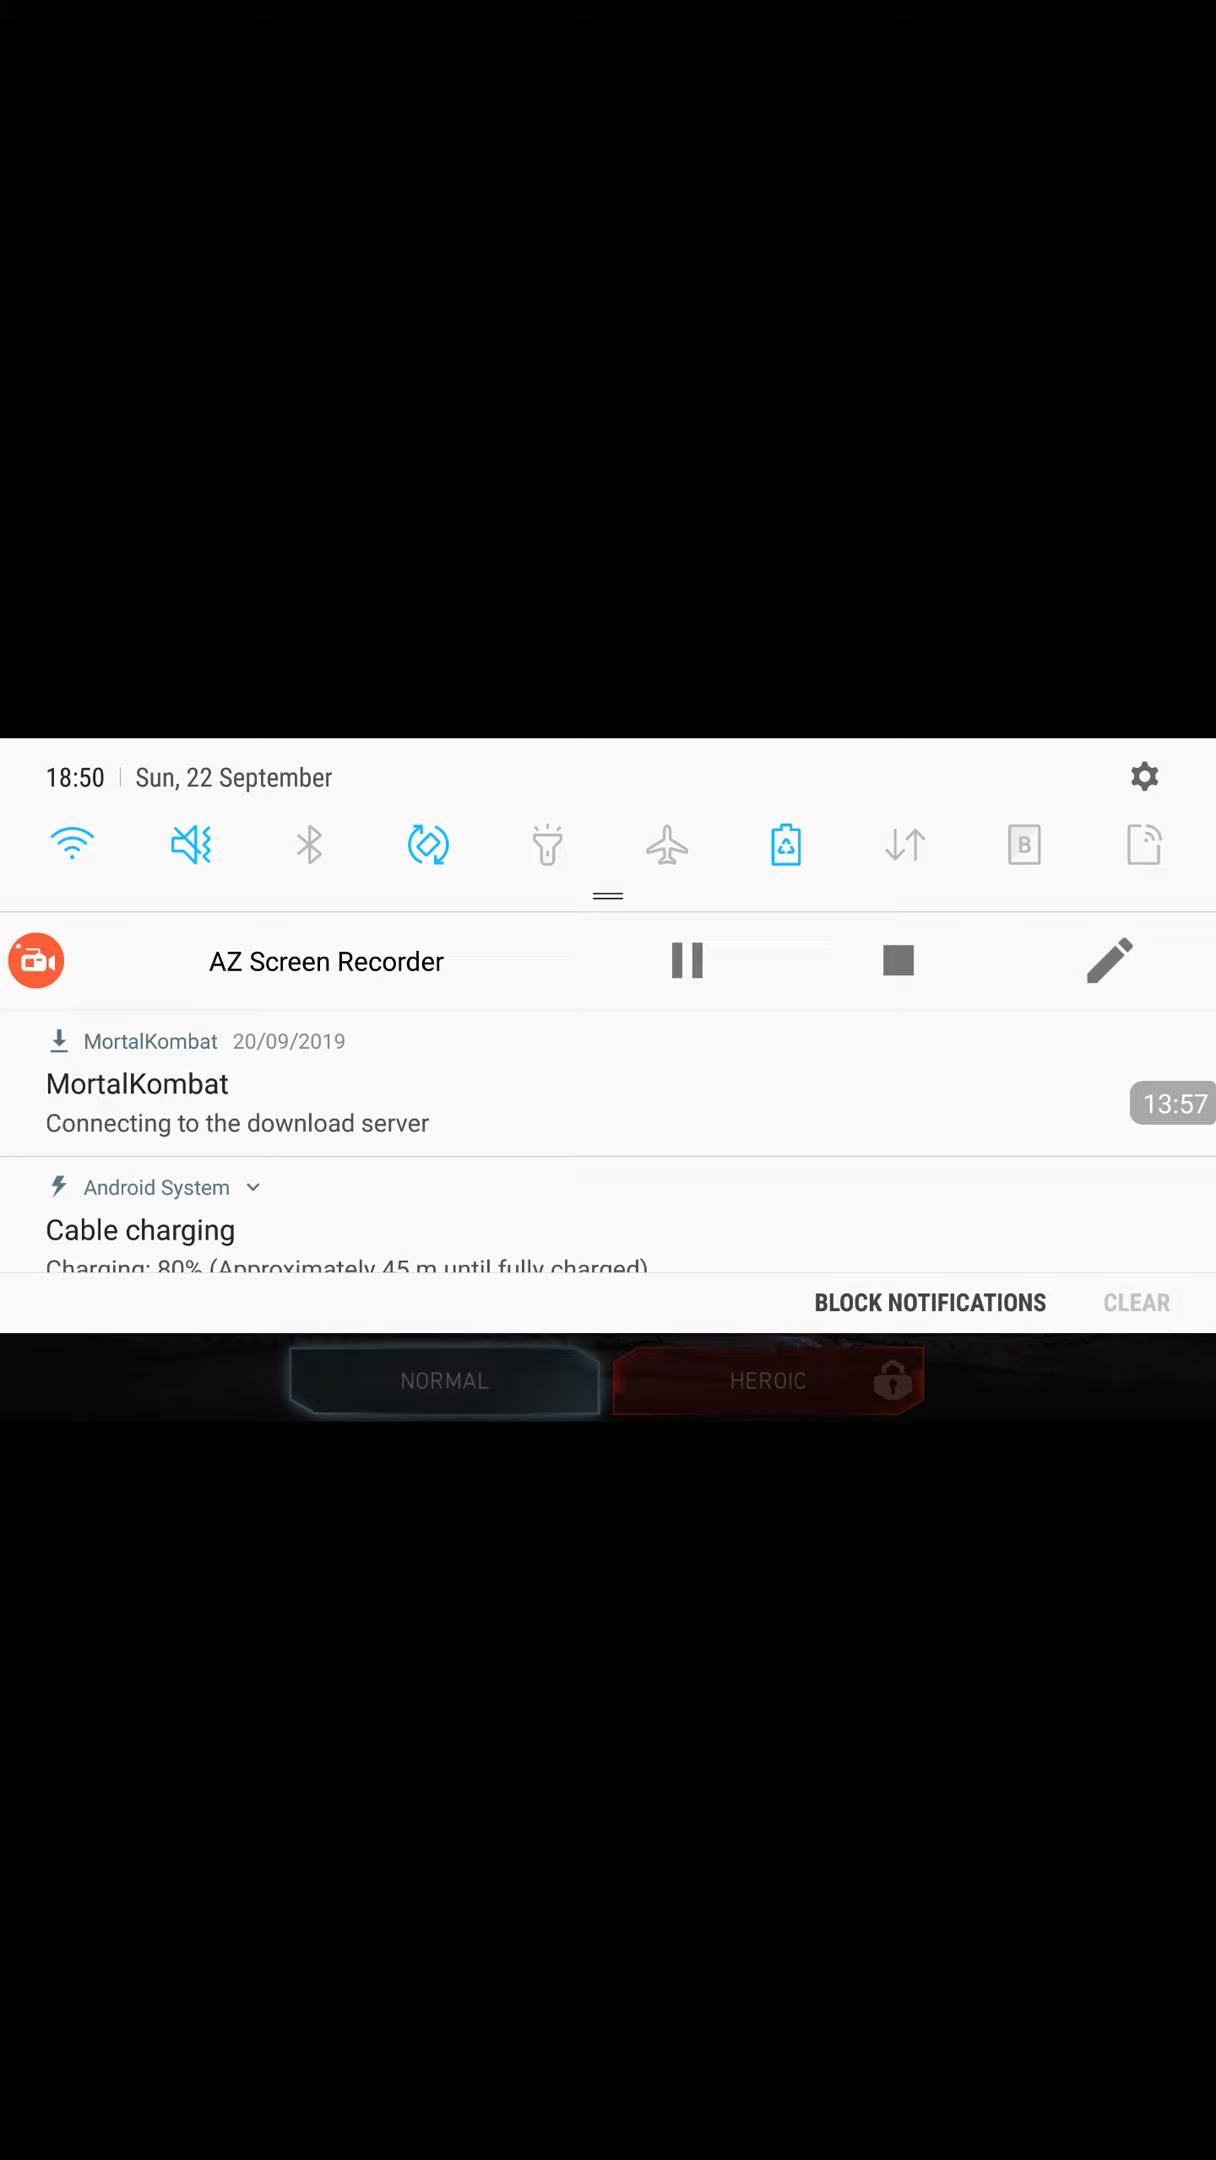 18:50 Sun, 22 September
B
AZ Screen Recorder
MortalKombat 20/09/2019
MortalKombat
Connecting to the download server
13:57
Android System
Cable charging
Charging: 80% (Approximately 45 m until fully charged)
BLOCK NOTIFICATIONS CLEAR
NORMAL HEROIC